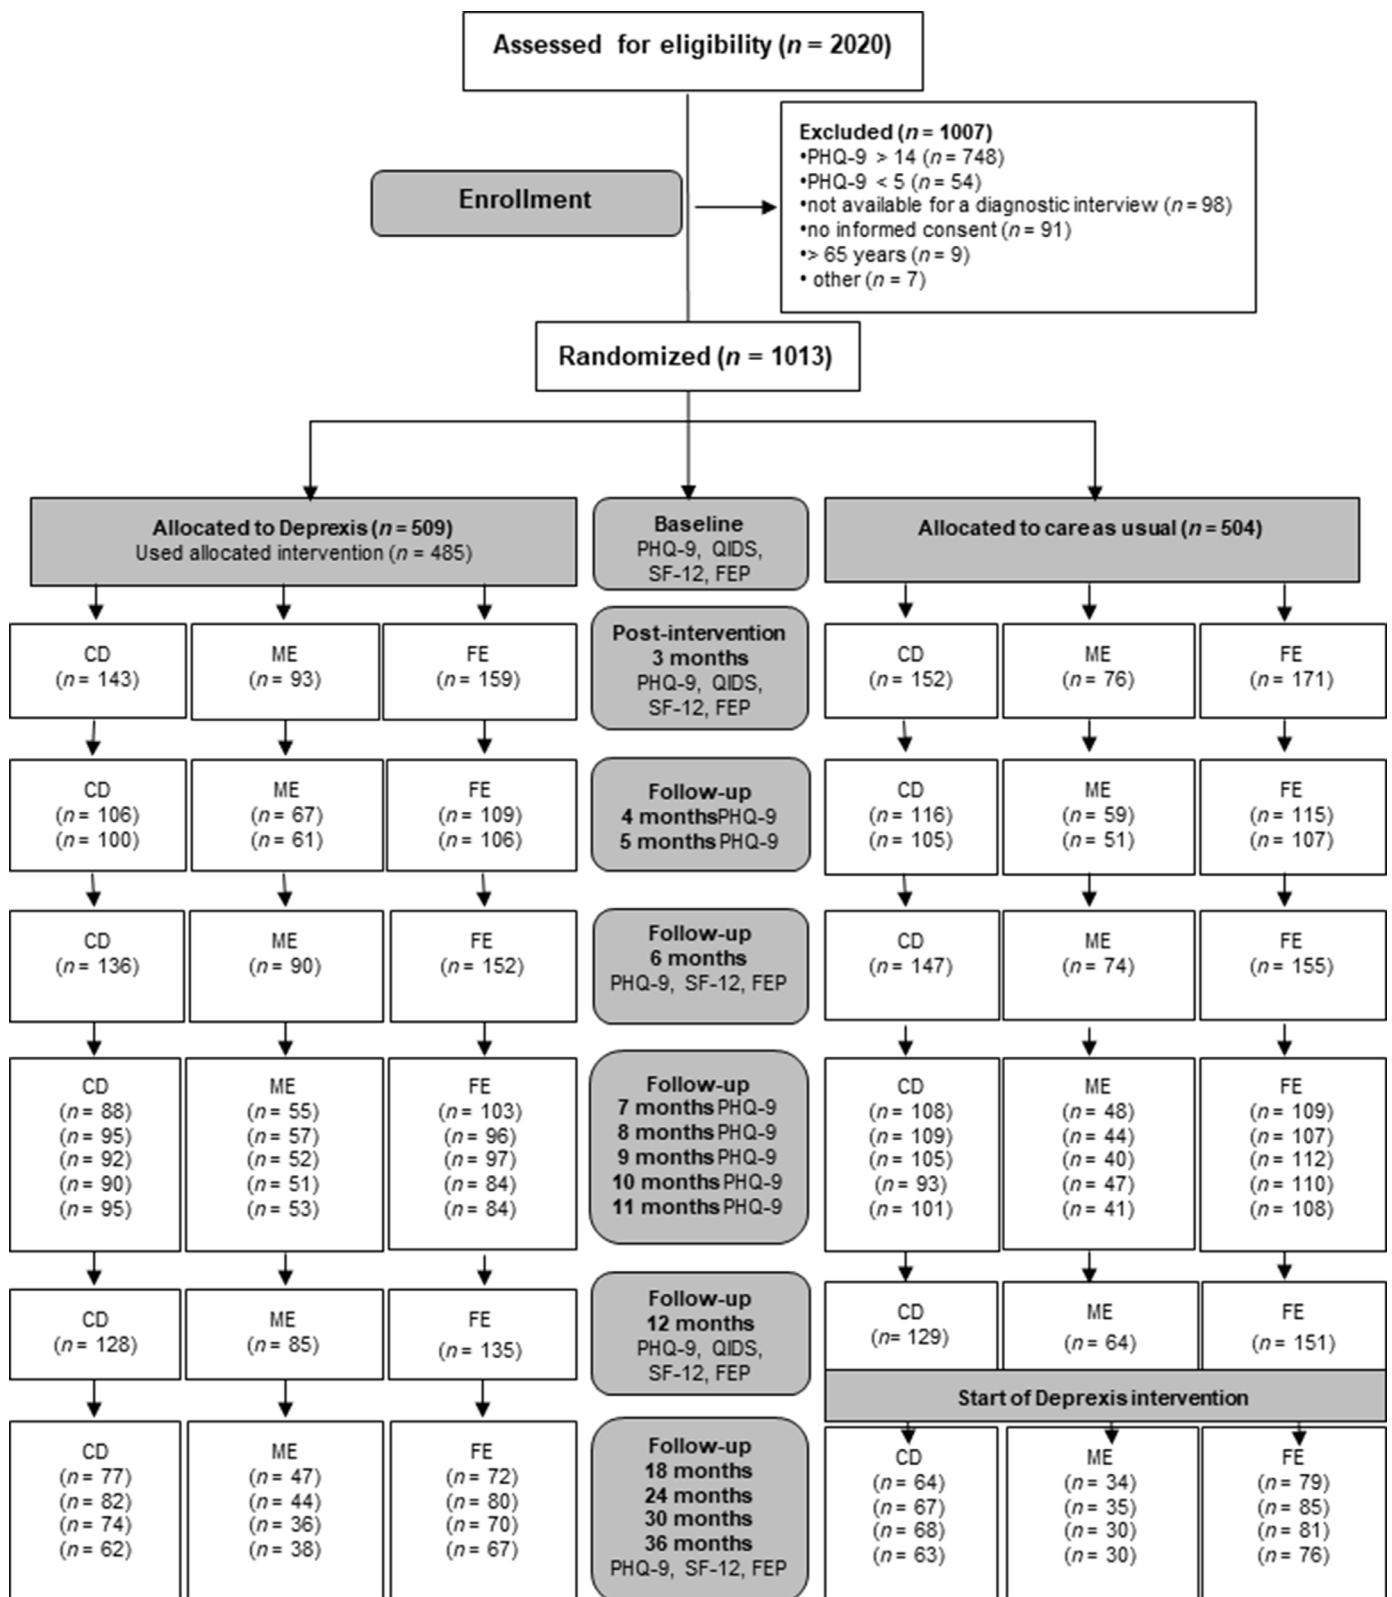 Assessed for eligibility (n = 2020)
Excluded (n = 1007)
•PHQ-9 > 14 (n = 748)
•PHQ-9 < 5 (n = 54)
•not available for a diagnostic interview (n = 98)
•no informed consent (n = 91)
•> 65 years (n = 9)
• other (n = 7)
Enrollment
Randomized (n = 1013)
Allocated to Deprexis (n = 509)
Used allocated intervention (n = 485)
Baseline
PHQ-9, QIDS,
SF-12, FEP
Allocated to care as usual (n = 504)
CD
(n = 143)
ME
(n = 93)
FE
(n = 159)
Post-intervention
3 months
PHQ-9, QIDS,
SF-12, FEP
CD
(n = 152)
ME
(n = 76)
FE
(n = 171)
CD
(n = 106)
(n = 100)
ME
(n = 67)
(n = 61)
FE
(n = 109)
(n = 106)
Follow-up
4 months PHQ-9
5 months PHQ-9
CD
(n = 116)
(n = 105)
ME
(n = 59)
(n = 51)
FE
(n = 115)
(n = 107)
CD
(n = 136)
ME
(n = 90)
FE
(n = 152)
Follow-up
6 months
PHQ-9, SF-12, FEP
CD
(n = 147)
ME
(n = 74)
FE
(n = 155)
CD
(n = 88)
(n = 95)
(n = 92)
(n = 90)
(n = 95)
ME
(n = 55)
(n = 57)
(n = 52)
(n = 51)
(n = 53)
FE
(n = 103)
(n = 96)
(n = 97)
(n = 84)
(n = 84)
Follow-up
7 months PHQ-9
8 months PHQ-9
9 months PHQ-9
10 months PHQ-9
11 months PHQ-9
CD
(n = 108)
(n = 109)
(n = 105)
(n = 93)
(n = 101)
ME
(n = 48)
(n = 44)
(n = 40)
(n = 47)
(n = 41)
FE
(n = 109)
(n = 107)
(n = 112)
(n = 110)
(n = 108)
CD
(n = 128)
ME
(n = 85)
FE
(n = 135)
Follow-up
12 months
PHQ-9, QIDS,
SF-12, FEP
CD
(n= 129)
ME
(n = 64)
FE
(n = 151)
Start of Deprexis intervention
CD
(n = 77)
(n = 82)
(n = 74)
(n = 62)
ME
(n = 47)
(n = 44)
(n = 36)
(n = 38)
FE
(n = 72)
(n = 80)
(n = 70)
(n = 67)
Follow-up
18 months
24 months
30 months
36 months
PHQ-9, SF-12, FEP
CD
(n = 64)
(n = 67)
(n = 68)
(n = 63)
ME
(n = 34)
(n = 35)
(n = 30)
(n = 30)
FE
(n = 79)
(n = 85)
(n = 81)
(n = 76)